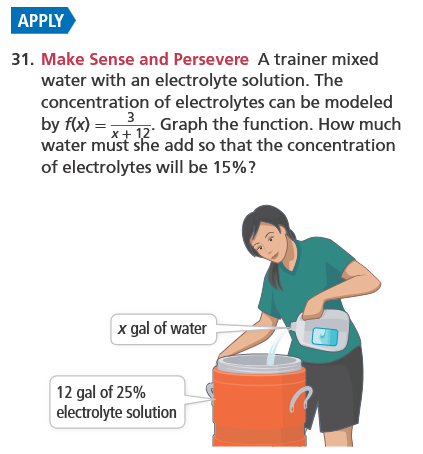 APPLY
31. Make Sense and Persevere A trainer mixed
water with an electrolyte solution. The
concentration of electrolytes can be modeled
by f(x) = 3/(x + 12). Graph the function. How much
water must she add so that the concentration
of electrolytes will be 15%?
x gal of water
12 gal of 25%
electrolyte solution